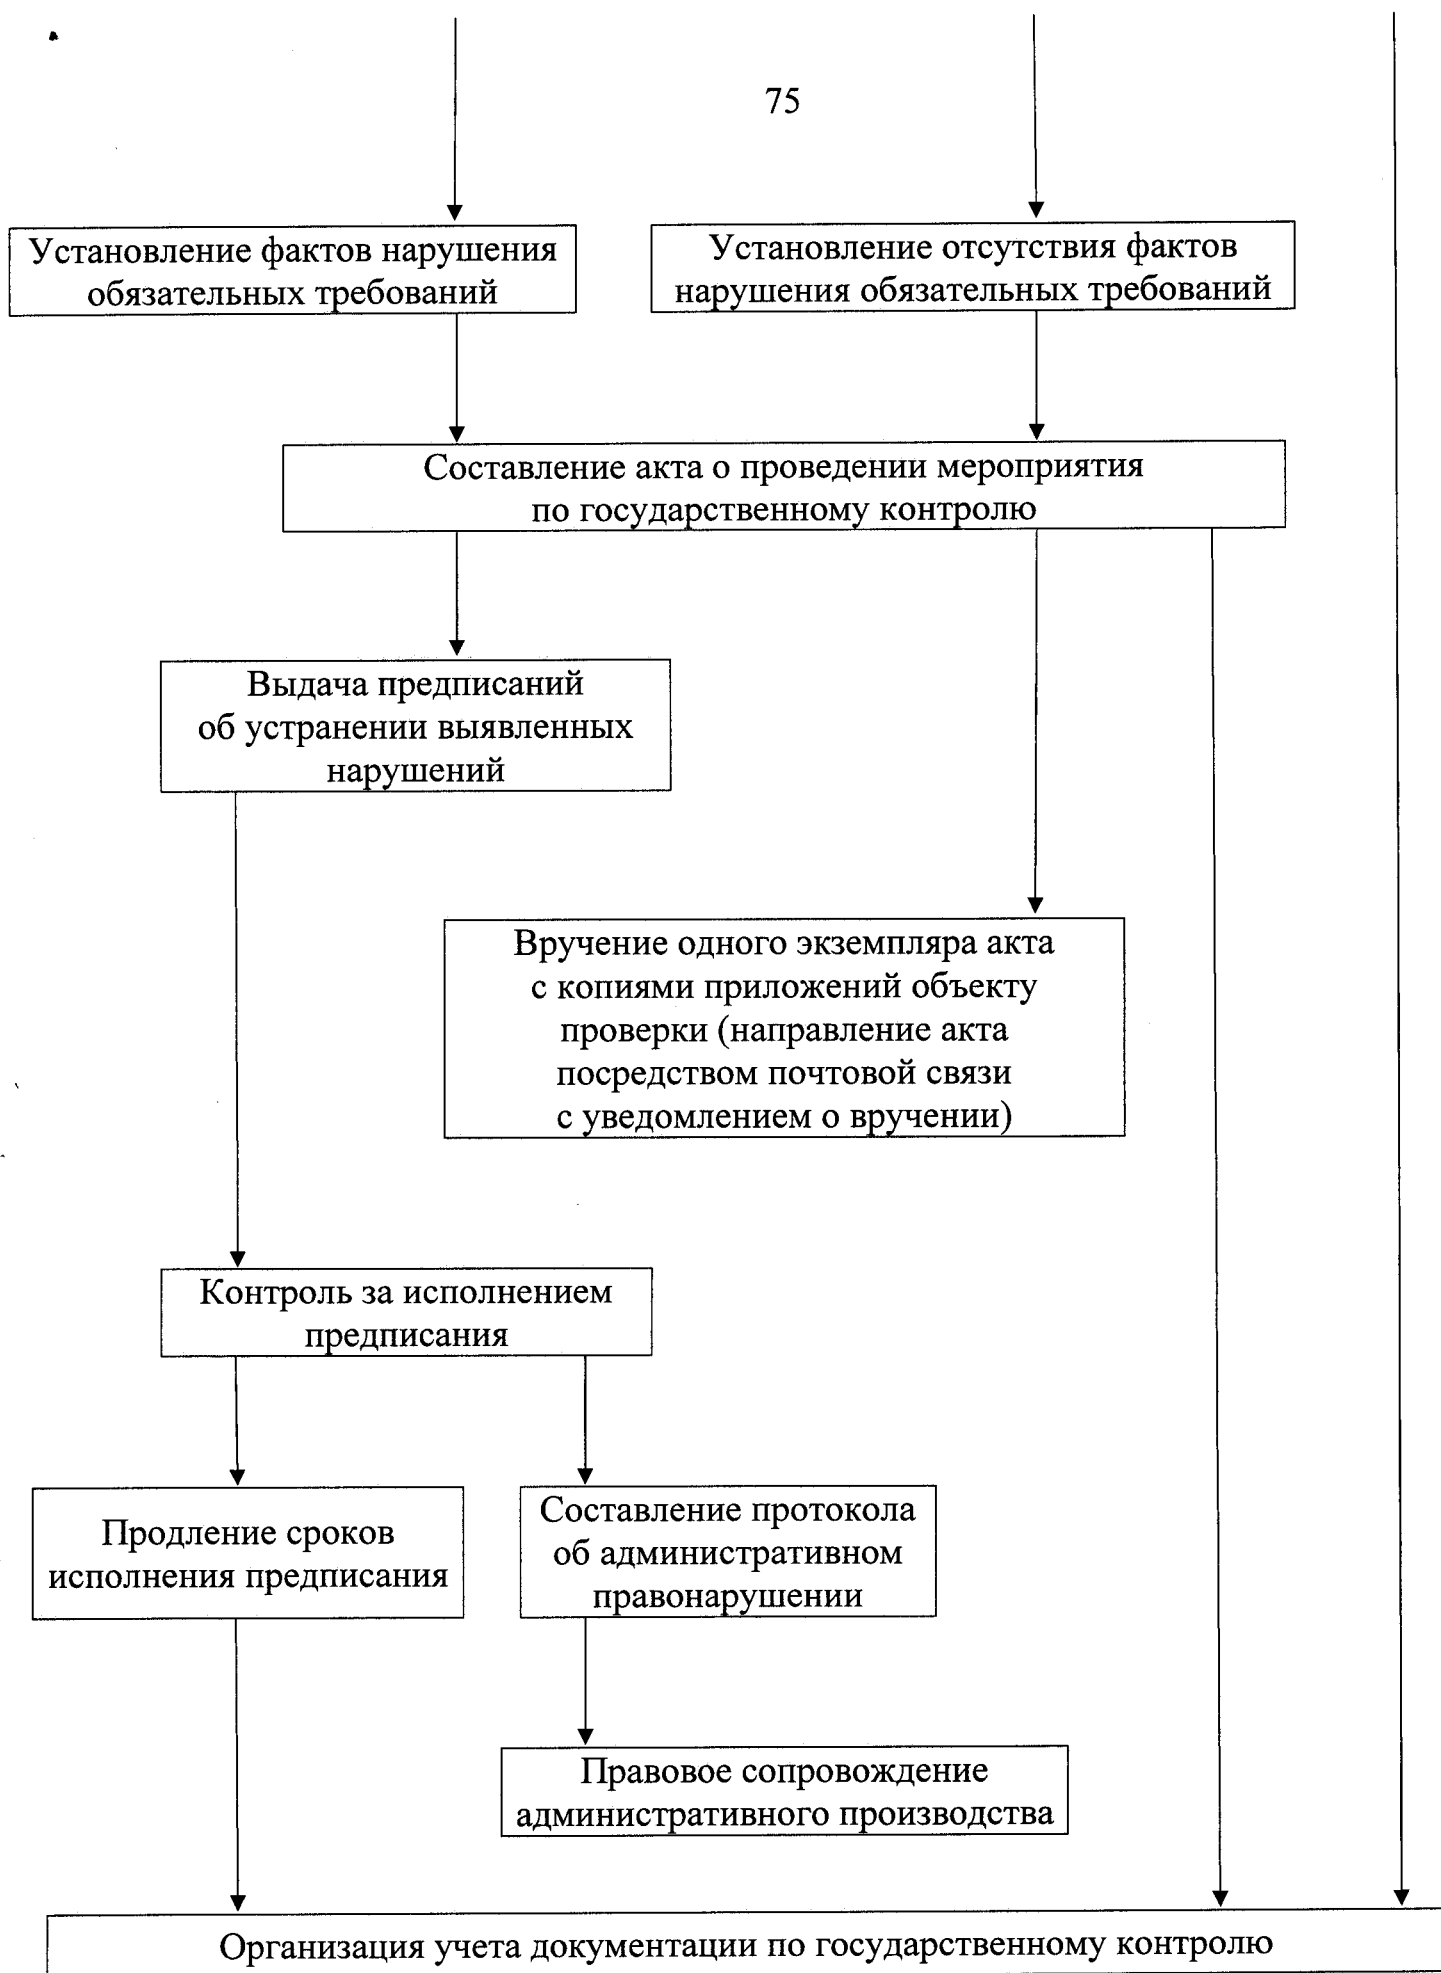 75
Установление фактов нарушения
обязательных требований
Установление отсутствия фактов
нарушения обязательных требований
Составление акта о проведении мероприятия
по государственному контролю
Выдача предписаний
об устранении выявленных
нарушений
Вручение одного экземпляра акта
с копиями приложений объекту
проверки (направление акта
посредством почтовой связи
с уведомлением о вручении)
Контроль за исполнением
предписания
Продление сроков
исполнения предписания
Составление протокола
об административном
правонарушении
Правовое сопровождение
административного производства
Организация учета документации по государственному контролю